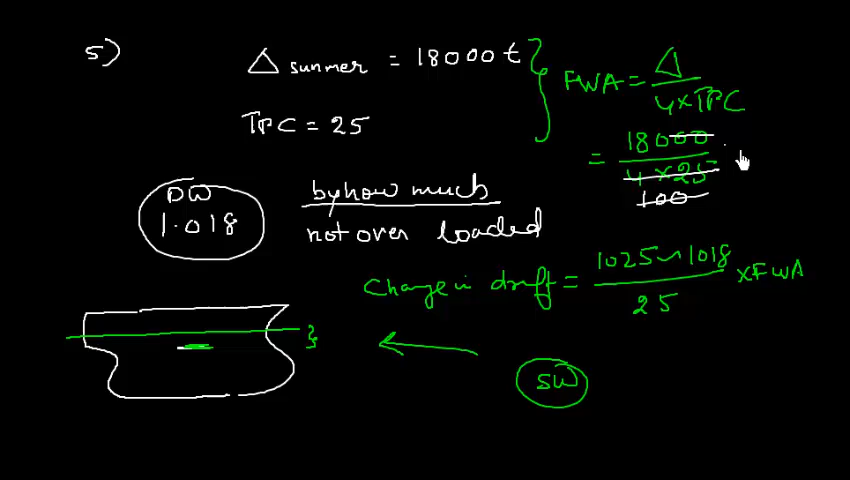 5)
Δ summer = 18000 t
TPC = 25
FWA = Δ / 4×TPC
= 18000 / 4×25
100
DW
1.018
by how much
not over loaded
Change in draft = 1025 ~ 1018 / 25 × FWA
SW